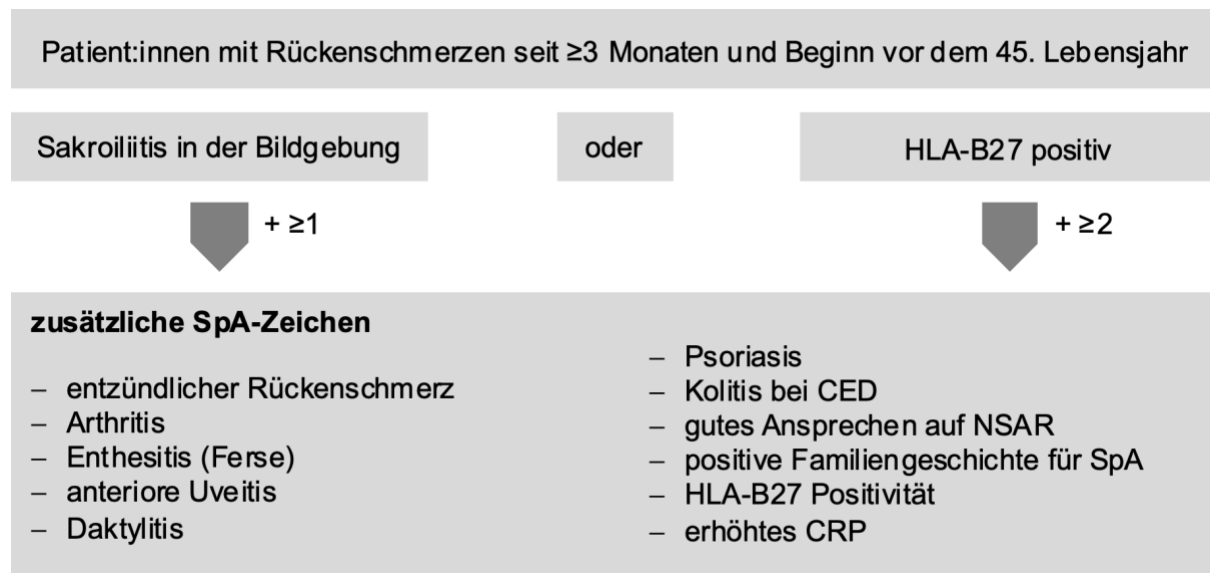 Patient:innen mit Rückenschmerzen seit ≥3 Monaten und Beginn vor dem 45. Lebensjahr
Sakroiliitis in der Bildgebung
oder
HLA-B27 positiv
+ ≥1
+ ≥2
zusätzliche SpA-Zeichen
– entzündlicher Rückenschmerz
– Arthritis
– Enthesitis (Ferse)
– anteriore Uveitis
– Daktylitis
– Psoriasis
– Kolitis bei CED
– gutes Ansprechen auf NSAR
– positive Familiengeschichte für SpA
– HLA-B27 Positivität
– erhöhtes CRP